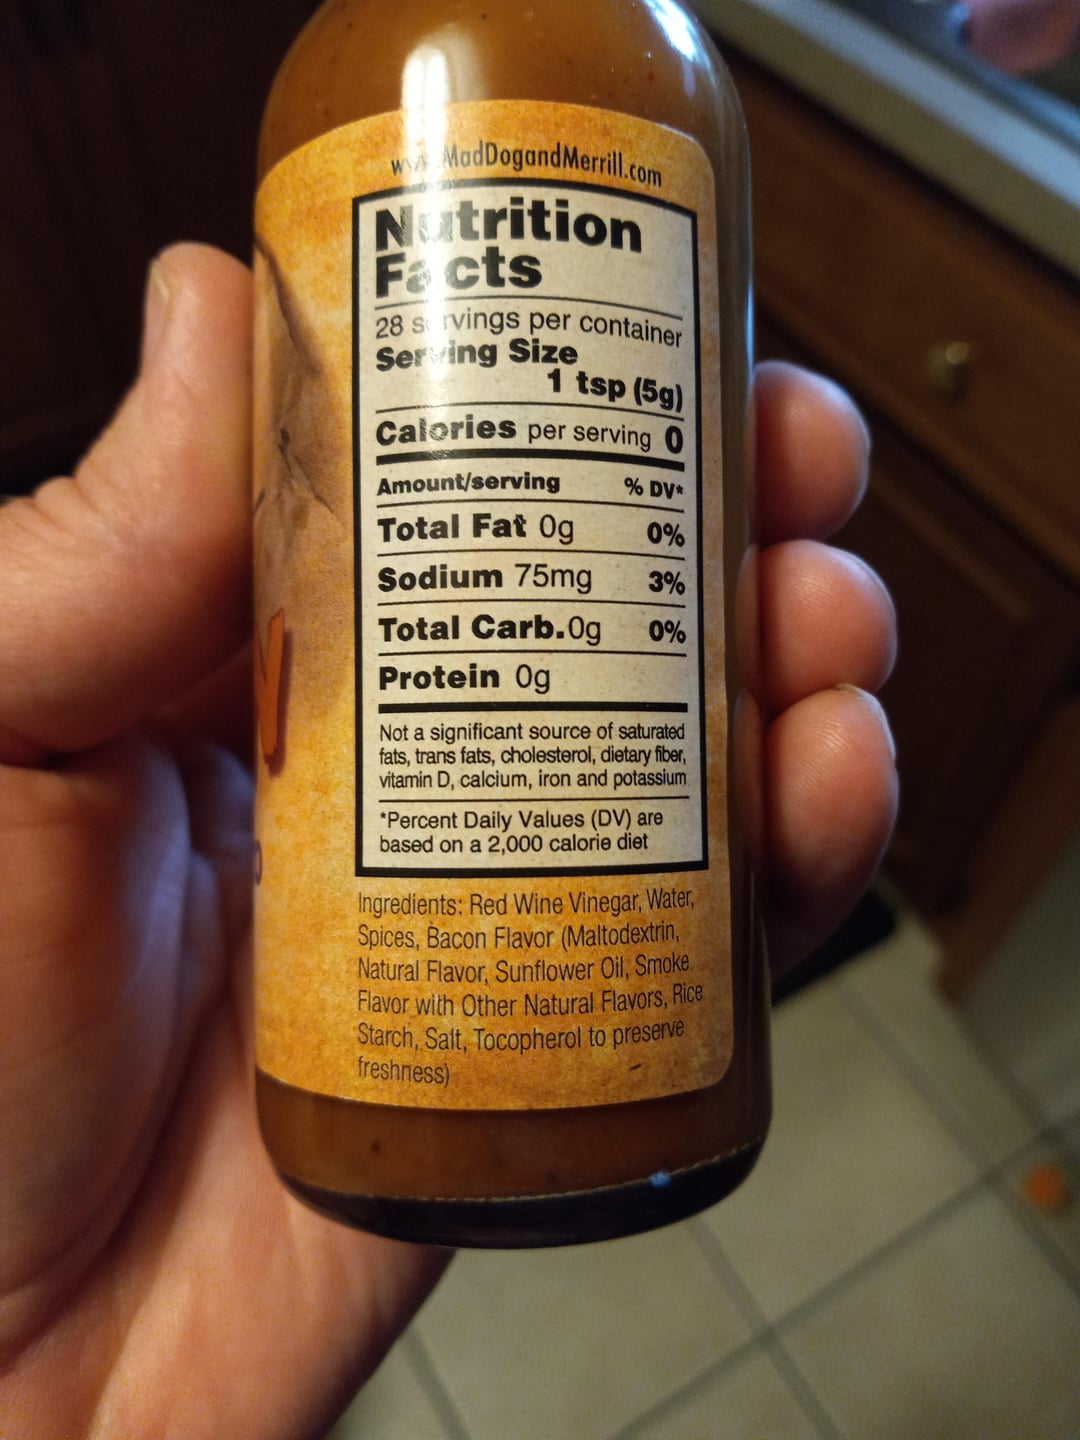 www.MadDogandMerrill.com
Nutrition
Facts
28 servings per container
Serving Size
1 tsp (5g)
Calories per serving 0
Amount/serving % DV*
Total Fat 0g 0%
Sodium 75mg 3%
Total Carb.0g 0%
Protein 0g
Not a significant source of saturated
fats, trans fats, cholesterol, dietary fiber,
vitamin D, calcium, iron and potassium
*Percent Daily Values (DV) are
based on a 2,000 calorie diet
Ingredients: Red Wine Vinegar, Water,
Spices, Bacon Flavor (Maltodextrin,
Natural Flavor, Sunflower Oil, Smoke
Flavor with Other Natural Flavors, Rice
Starch, Salt, Tocopherol to preserve
freshness)